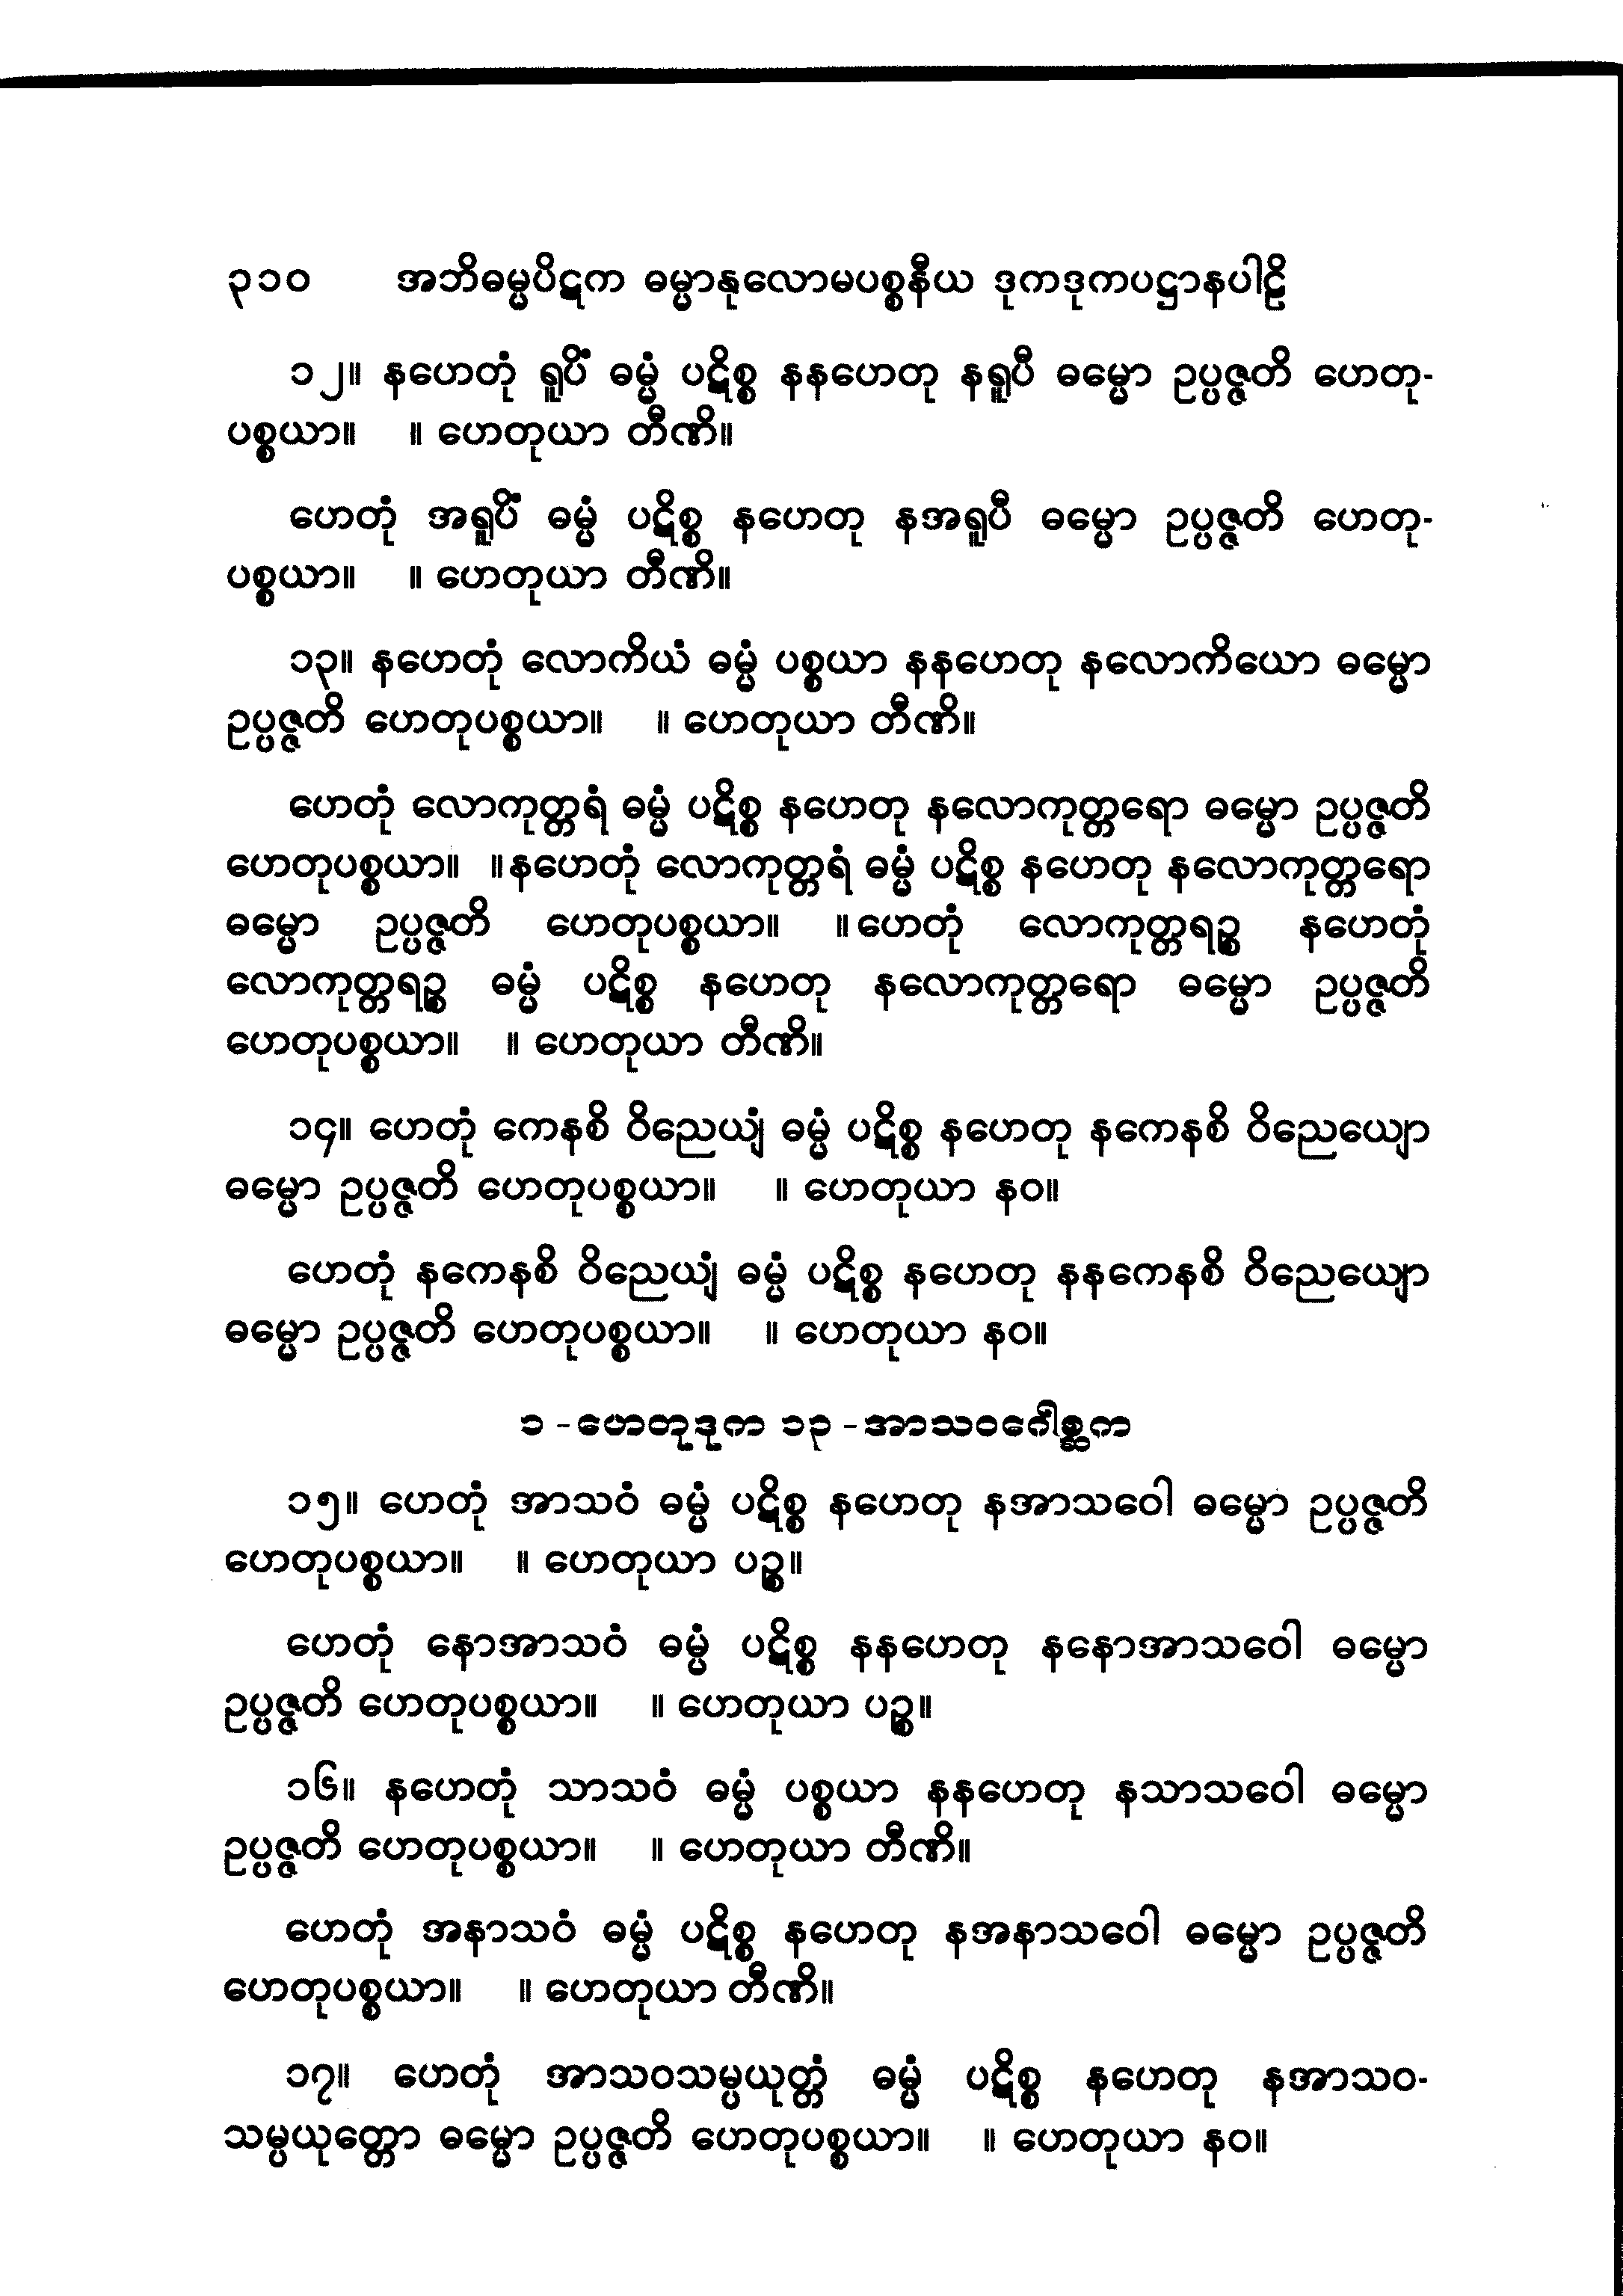 ၃၁၀ အဘိဓမ္မပိဋက ဓမ္မာနုလောမပစ္စနီယ ဒုကဒုကပဋ္ဌာနပါဠိ
၁၂။ နဟေတုံ ရူပိံ ဓမ္မံ ပဋိစ္စ နနဟေတု နရူပီ ဓမ္မော ဥပ္ပဇ္ဇတိ ဟေတု-
ပစ္စယာ။ ။ ဟေတုယာ တီဏိ။
ဟေတုံ အရူပိံ ဓမ္မံ ပဋိစ္စ နဟေတု နအရူပီ ဓမ္မော ဥပ္ပဇ္ဇတိ ဟေတု-
ပစ္စယာ။ ။ ဟေတုယာ တီဏိ။
၁၃။ နဟေတုံ လောကိယံ ဓမ္မံ ပစ္စယာ နနဟေတု နလောကိယော ဓမ္မော
ဥပ္ပဇ္ဇတိ ဟေတုပစ္စယာ။ ။ ဟေတုယာ တီဏိ။
ဟေတုံ လောကုတ္တရံ ဓမ္မံ ပဋိစ္စ နဟေတု နလောကုတ္တရော ဓမ္မော ဥပ္ပဇ္ဇတိ
ဟေတုပစ္စယာ။ ။နဟေတုံ လောကုတ္တရံ ဓမ္မံ ပဋိစ္စ နဟေတု နလောကုတ္တရော
ဓမ္မော ဥပ္ပဇ္ဇတိ ဟေတုပစ္စယာ။ ။ဟေတုံ လောကုတ္တရဉ္စ နဟေတုံ
လောကုတ္တရဉ္စ ဓမ္မံ ပဋိစ္စ နဟေတု နလောကုတ္တရော ဓမ္မော ဥပ္ပဇ္ဇတိ
ဟေတုပစ္စယာ။ ။ ဟေတုယာ တီဏိ။
၁၄။ ဟေတုံ ကေနစိ ဝိညေယျံ ဓမ္မံ ပဋိစ္စ နဟေတု နကေနစိ ဝိညေယျော
ဓမ္မော ဥပ္ပဇ္ဇတိ ဟေတုပစ္စယာ။ ။ ဟေတုယာ နဝ။
ဟေတုံ နကေနစိ ဝိညေယျံ ဓမ္မံ ပဋိစ္စ နဟေတု နနကေနစိ ဝိညေယျော
ဓမ္မော ဥပ္ပဇ္ဇတိ ဟေတုပစ္စယာ။ ။ ဟေတုယာ နဝ။
၁ -ဟေတုဒုက ၁၃ -အာသဝဂေါစ္ဆက
၁၅။ ဟေတုံ အာသဝံ ဓမ္မံ ပဋိစ္စ နဟေတု နအာသဝေါ ဓမ္မော ဥပ္ပဇ္ဇတိ
ဟေတုပစ္စယာ။ ။ ဟေတုယာ ပဉ္စ။
ဟေတုံ နောအာသဝံ ဓမ္မံ ပဋိစ္စ နနဟေတု နနောအာသဝေါ ဓမ္မော
ဥပ္ပဇ္ဇတိ ဟေတုပစ္စယာ။ ။ ဟေတုယာ ပဉ္စ။
၁၆။ နဟေတုံ သာသဝံ ဓမ္မံ ပစ္စယာ နနဟေတု နသာသဝေါ ဓမ္မော
ဥပ္ပဇ္ဇတိ ဟေတုပစ္စယာ။ ။ ဟေတုယာ တီဏိ။
ဟေတုံ အနာသဝံ ဓမ္မံ ပဋိစ္စ နဟေတု နအနာသဝေါ ဓမ္မော ဥပ္ပဇ္ဇတိ
ဟေတုပစ္စယာ။ ။ ဟေတုယာ တီဏိ။
၁၇။ ဟေတုံ အာသဝသမ္ပယုတ္တံ ဓမ္မံ ပဋိစ္စ နဟေတု နအာသဝ-
သမ္ပယုတ္တော ဓမ္မော ဥပ္ပဇ္ဇတိ ဟေတုပစ္စယာ။ ။ ဟေတုယာ နဝ။